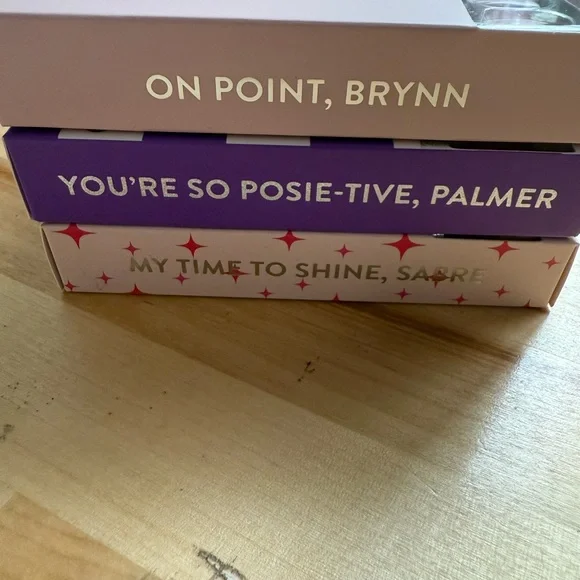 ON POINT, BRYNN
YOU'RE SO POSIE-TIVE, PALMER
MY TIME TO SHINE, SABRE